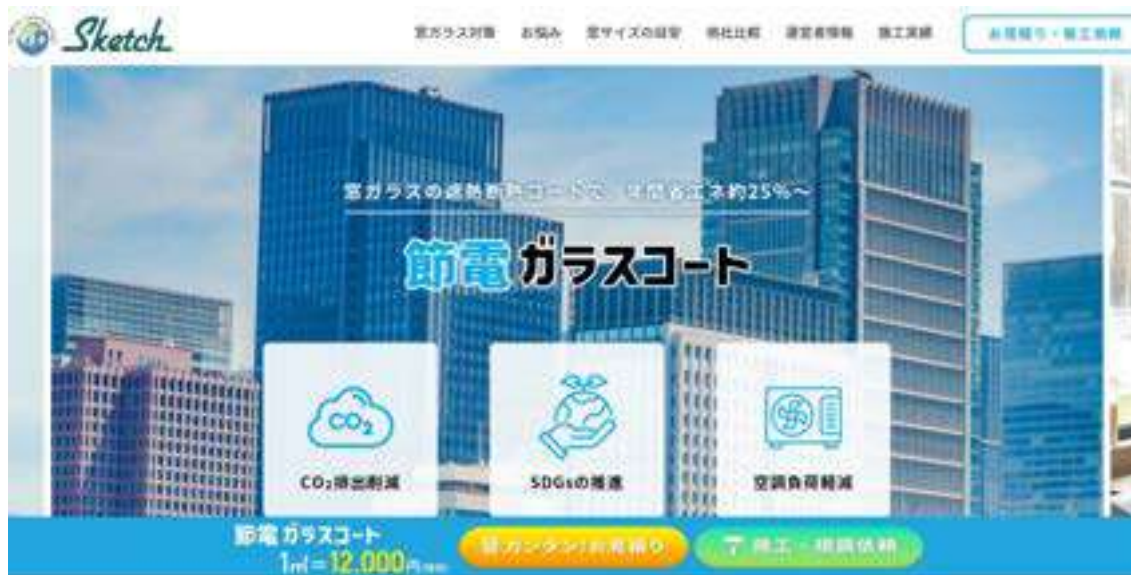 Sketch
窓ガラス対策 お悩み 窓サイズの目安 他社比較 運営者情報 施工実績
お見積り・施工依頼
窓ガラスの遮熱断熱コートで、年間省エネ約25%～
節電ガラスコート
CO₂排出削減
SDGsの推進
空調負荷軽減
節電ガラスコート
1㎡=12,000円
カンタン!お見積り
施工・相談依頼